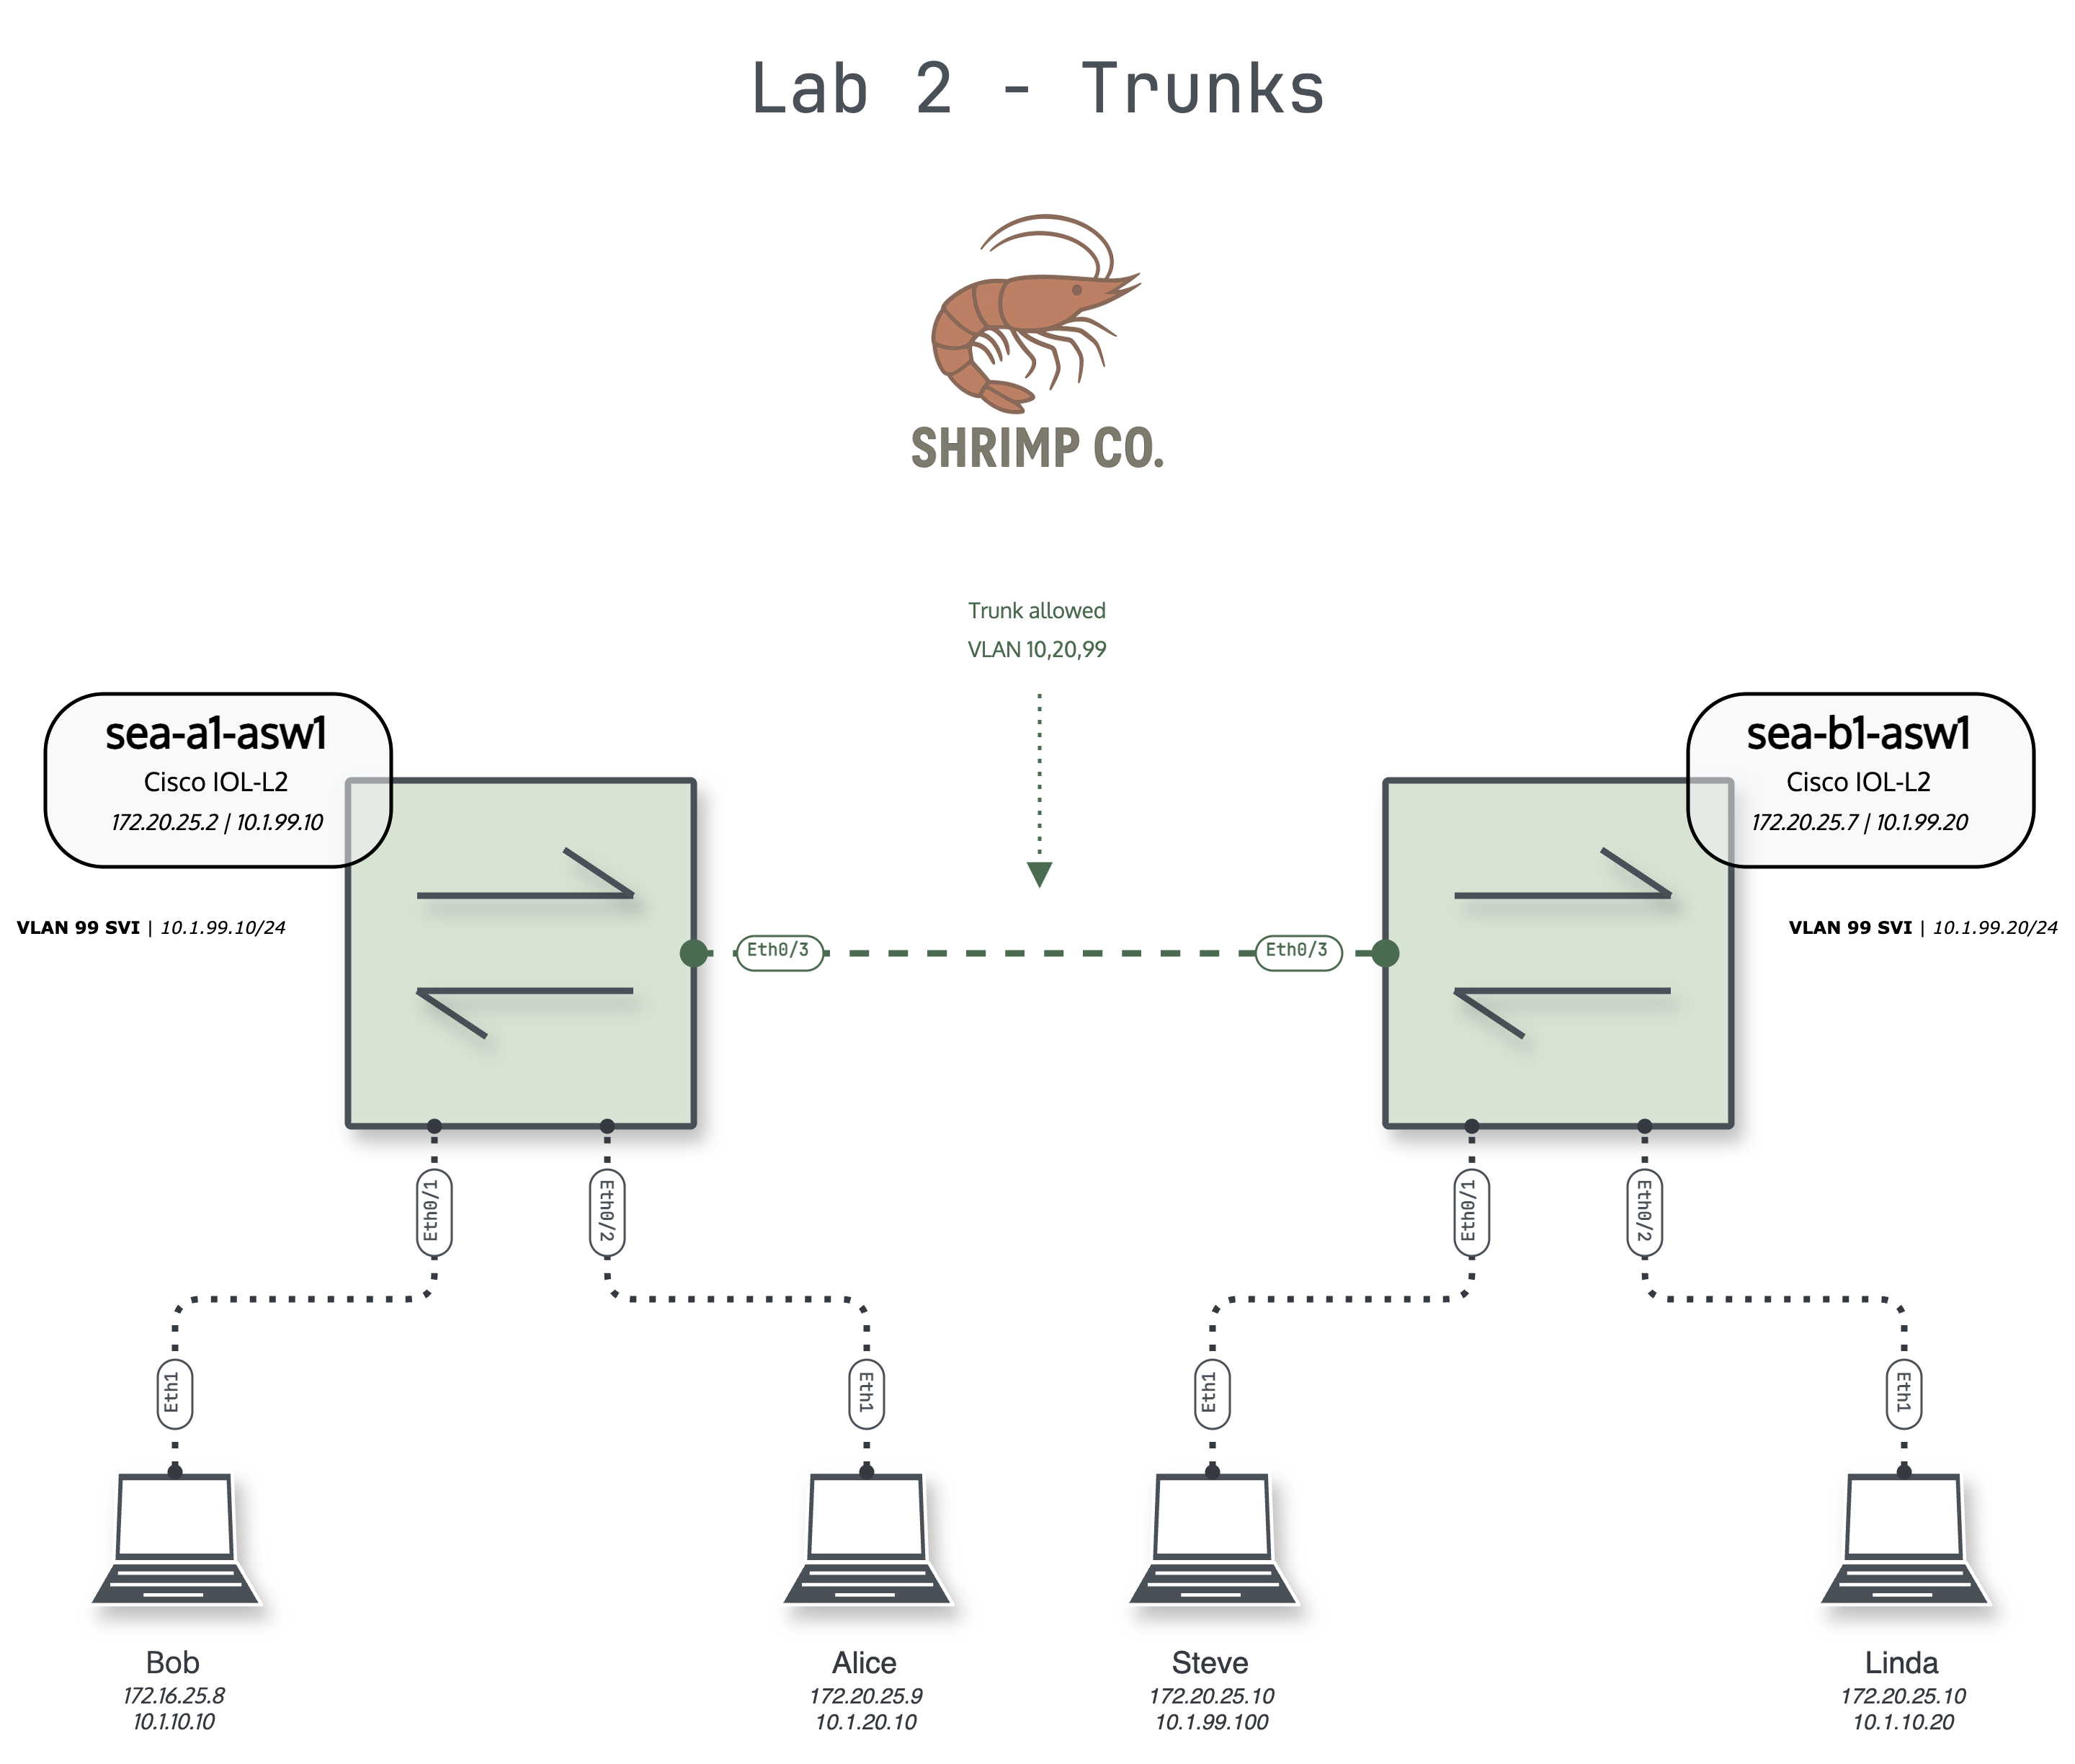 Lab 2 - Trunks
SHRIMP CO.
Trunk allowed
VLAN 10,20,99
sea-a1-asw1
Cisco IOL-L2
172.20.25.2 | 10.1.99.10
sea-b1-asw1
Cisco IOL-L2
172.20.25.7 | 10.1.99.20
VLAN 99 SVI | 10.1.99.10/24
VLAN 99 SVI | 10.1.99.20/24
Eth0/3
Eth0/3
Eth0/1
Eth0/2
Eth0/1
Eth0/2
Eth1
Eth1
Eth1
Eth1
Bob
172.16.25.8
10.1.10.10
Alice
172.20.25.9
10.1.20.10
Steve
172.20.25.10
10.1.99.100
Linda
172.20.25.10
10.1.10.20